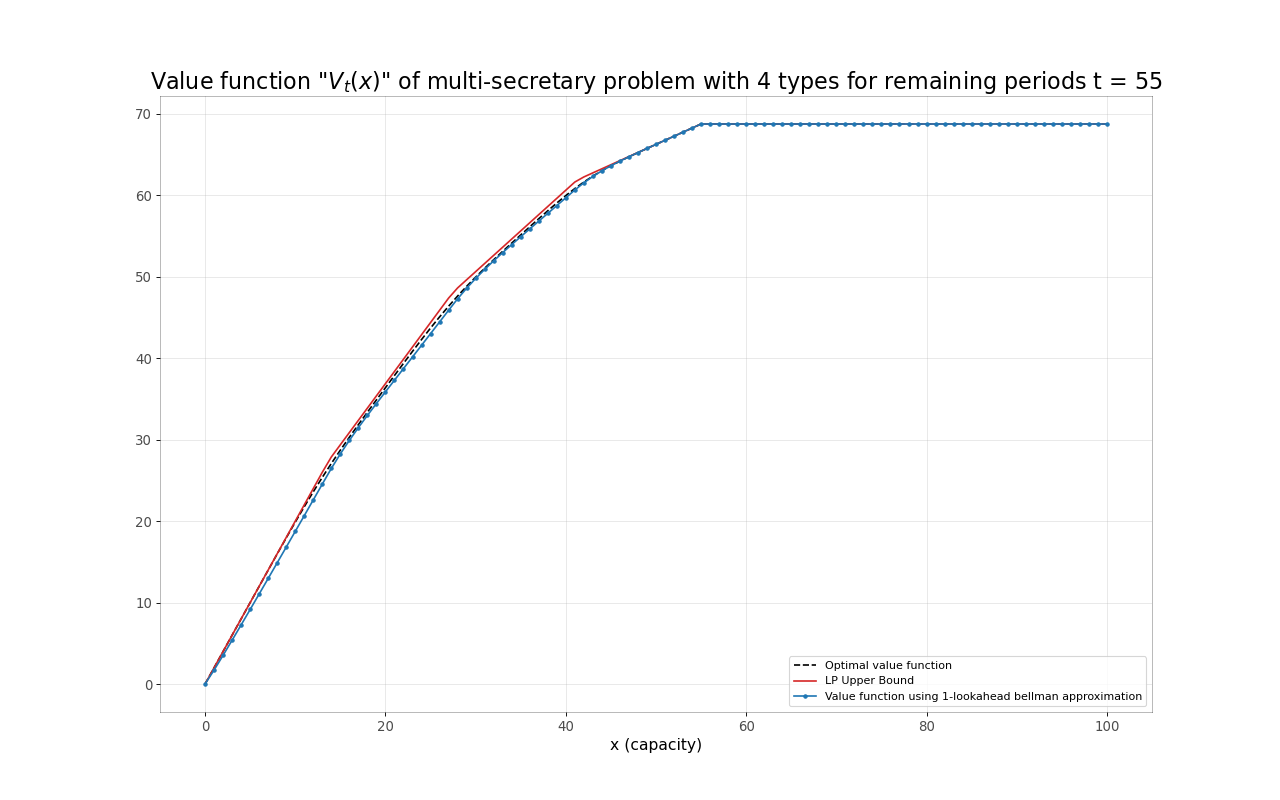 Value function "V_t(x)" of multi-secretary problem with 4 types for remaining periods t = 55
70
60
50
40
30
20
10
0
Optimal value function
LP Upper Bound
Value function using 1-lookahead bellman approximation
0 20 40 60 80 100
x (capacity)